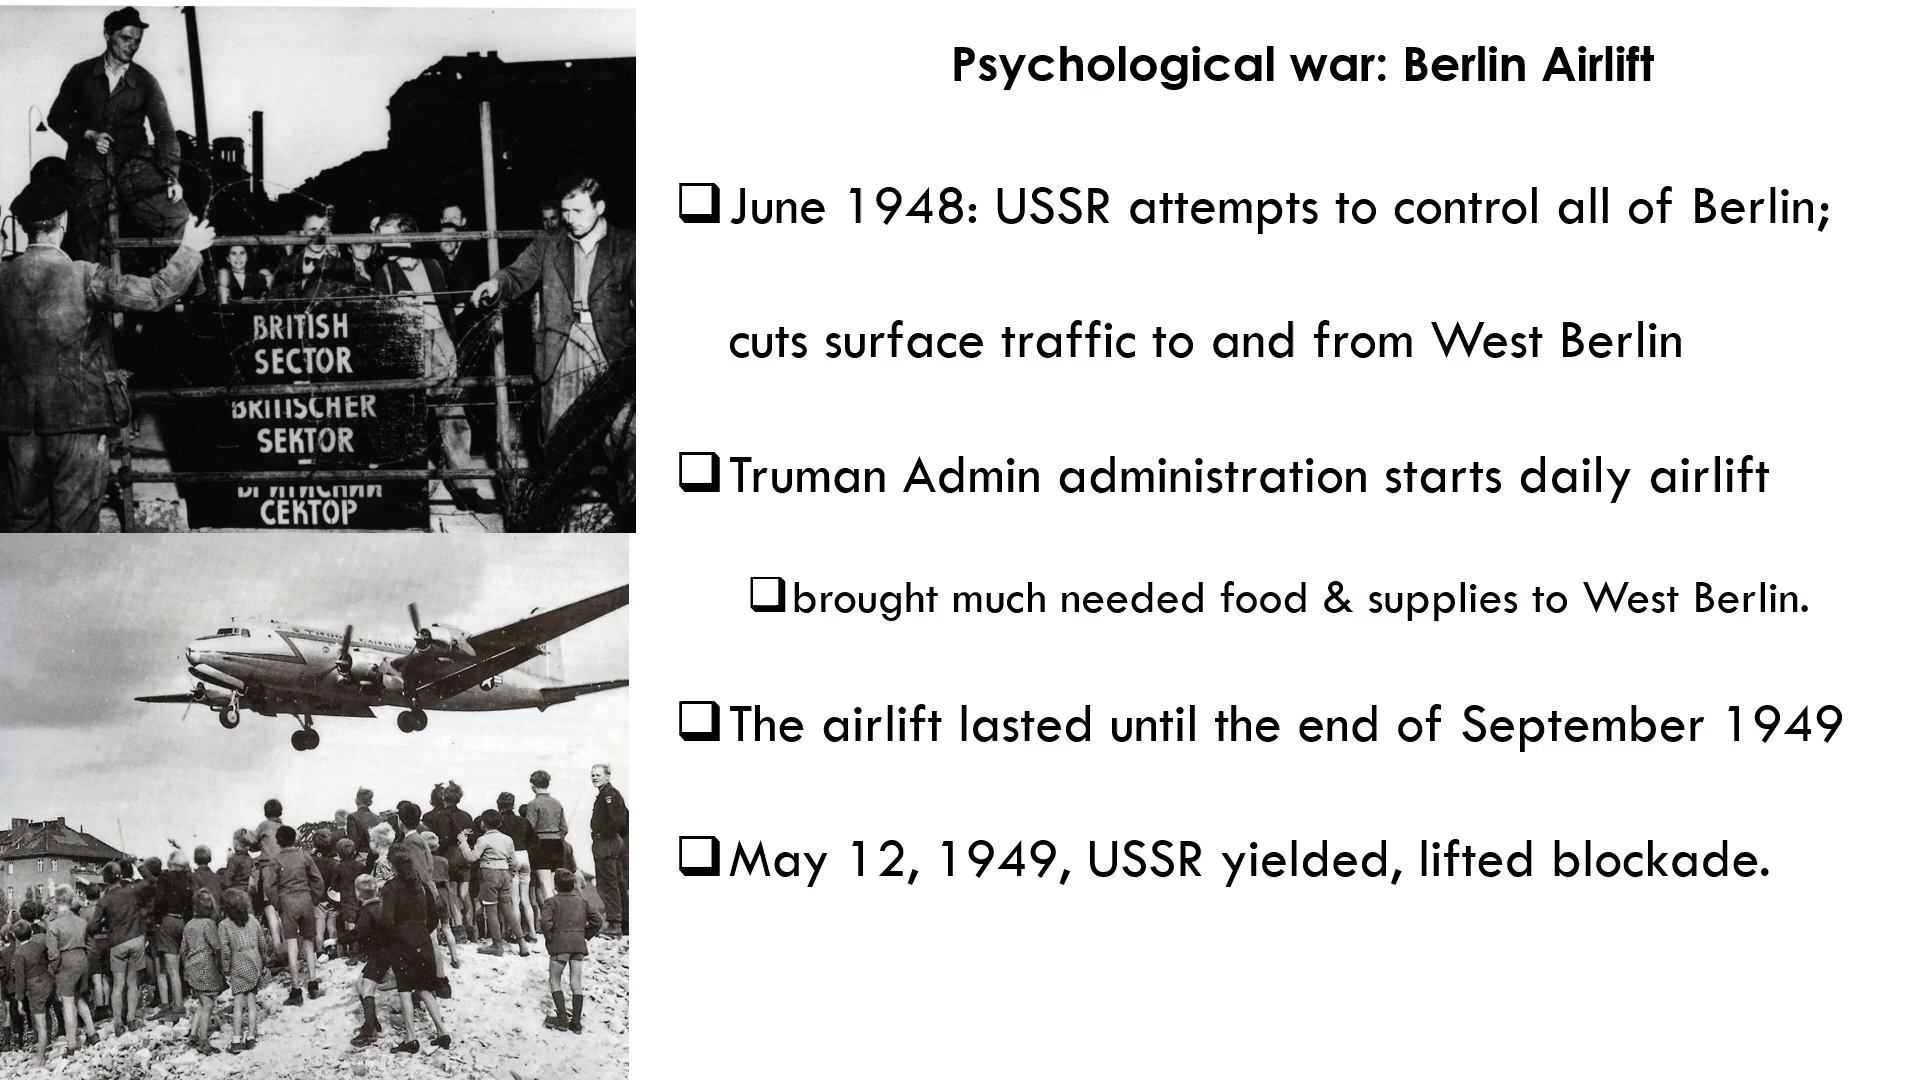 Psychological war: Berlin Airlift
June 1948: USSR attempts to control all of Berlin;
cuts surface traffic to and from West Berlin
Truman Admin administration starts daily airlift
brought much needed food & supplies to West Berlin.
The airlift lasted until the end of September 1949
May 12, 1949, USSR yielded, lifted blockade.
BRITISH
SECTOR
BRITISCHER
SEKTOR
СЕКТОР